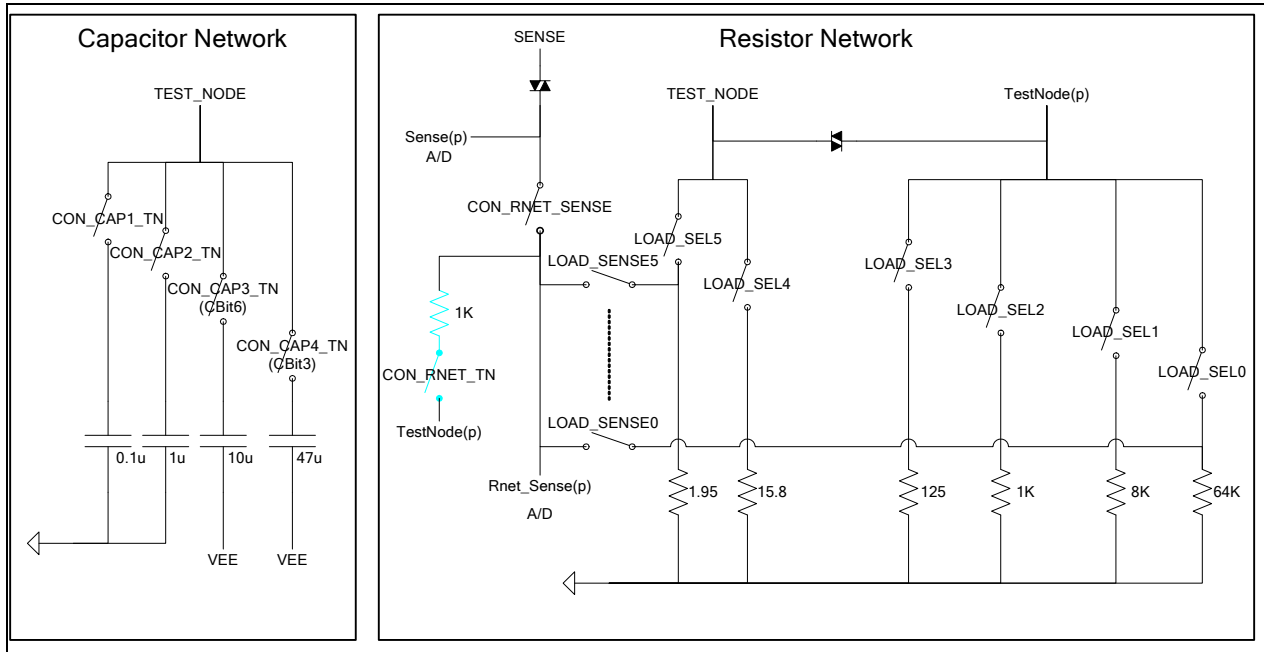 Capacitor Network
TEST_NODE
CON_CAP1_TN
CON_CAP2_TN
CON_CAP3_TN
(CBit6)
CON_CAP4_TN
(CBit3)
0.1u
1u
10u
47u
VEE
VEE
Resistor Network
SENSE
TEST_NODE
TestNode(p)
Sense(p)
A/D
CON_RNET_SENSE
LOAD_SEL5
LOAD_SENSE5
LOAD_SEL4
LOAD_SEL3
LOAD_SEL2
LOAD_SEL1
LOAD_SEL0
1K
CON_RNET_TN
TestNode(p)
LOAD_SENSE0
Rnet_Sense(p)
A/D
1.95
15.8
125
1K
8K
64K